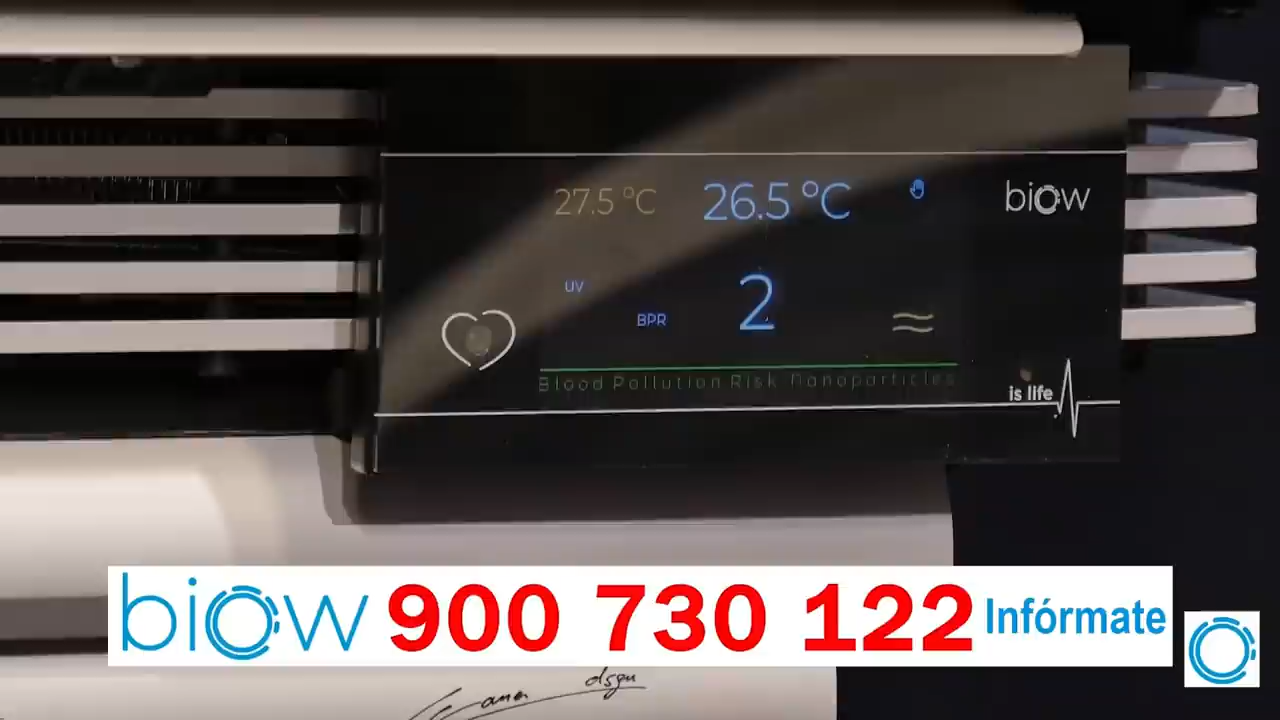 27.5 °C 26.5 °C biow
UV
BPR 2
Blood Pollution Risk Nanoparticles
is life
biow 900 730 122 Infórmate